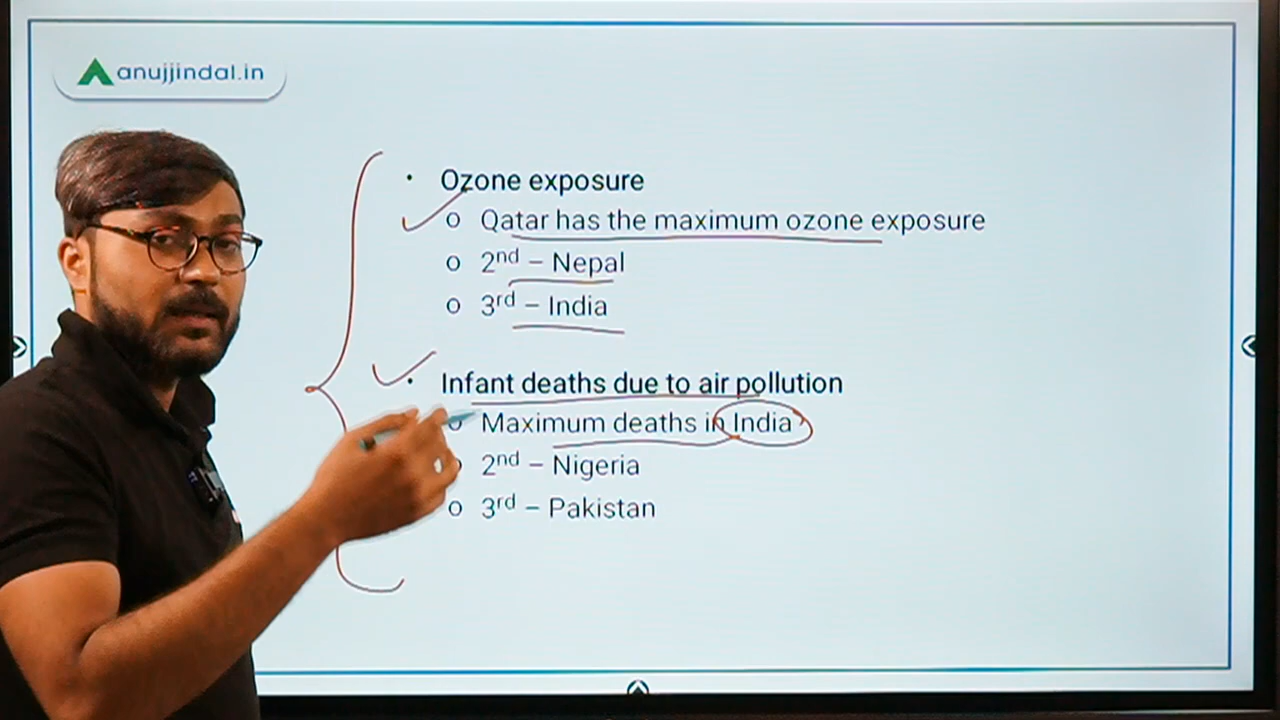 anujjindal.in
• Ozone exposure
o Qatar has the maximum ozone exposure
o 2nd – Nepal
o 3rd – India
• Infant deaths due to air pollution
o Maximum deaths in India
o 2nd – Nigeria
o 3rd – Pakistan